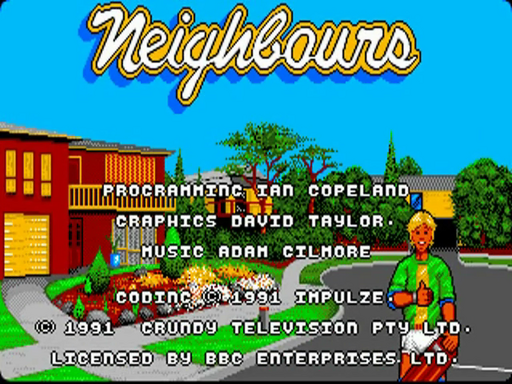 Neighbours
PROGRAMMING IAN COPELAND
GRAPHICS DAVID TAYLOR.
MUSIC ADAM GILMORE
CODING © 1991 IMPULZE.
© 1991 GRUNDY TELEVISION PTY LTD.
LICENSED BY BBC ENTERPRISES LTD.